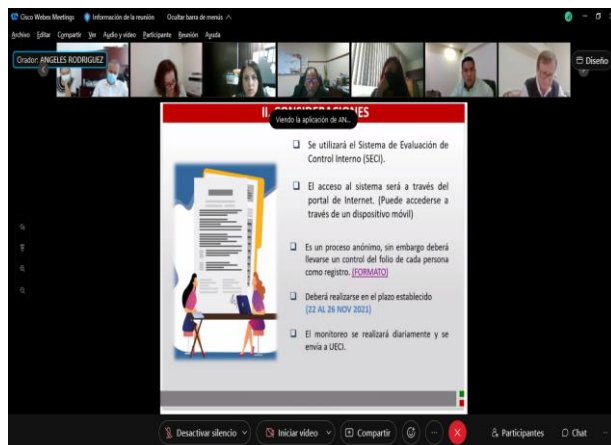 Cisco Webex Meetings Información de la reunión Ocultar barra de menús
Archivo Editar Compartir Ver Audio y video Participante Reunión Ayuda
Orador: ANGELES RODRIGUEZ
Diseño
II. CONSIDERACIONES
Viendo la aplicación de AN...
Se utilizará el Sistema de Evaluación de
Control Interno (SECI).
El acceso al sistema será a través del
portal de Internet. (Puede accederse a
través de un dispositivo móvil)
Es un proceso anónimo, sin embargo deberá
llevarse un control del folio de cada persona
como registro. (FORMATO)
Deberá realizarse en el plazo establecido
(22 AL 26 NOV 2021)
El monitoreo se realizará diariamente y se
envía a UECI.
Desactivar silencio Iniciar video Compartir Participantes Chat